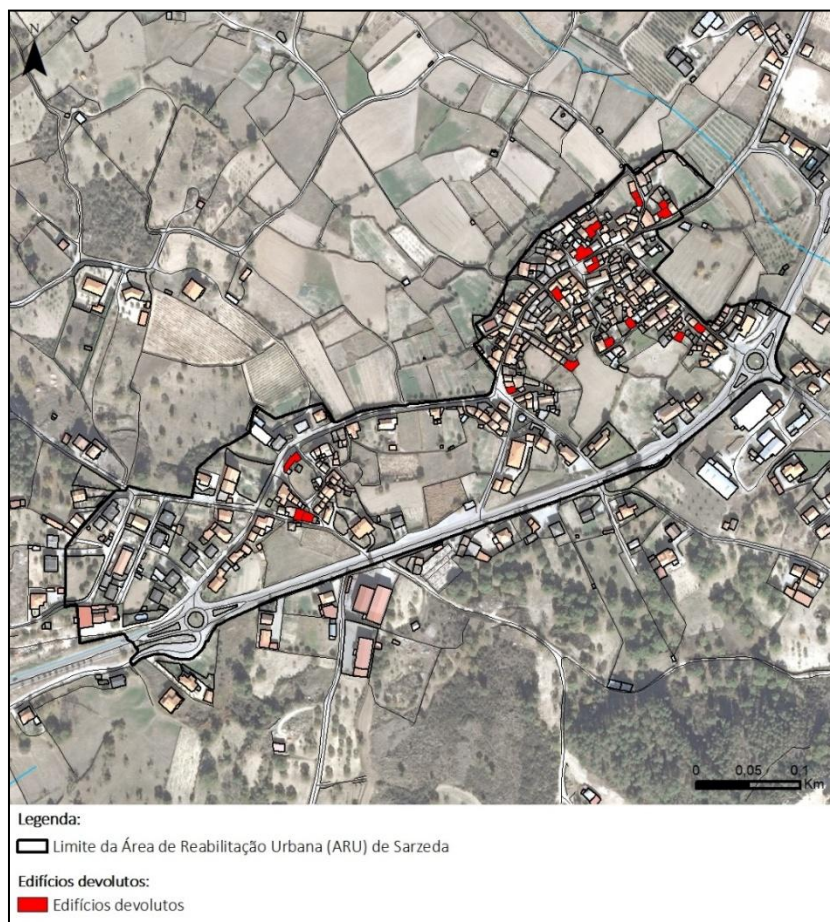 N
0 0,05 0,1
Km
Legenda:
Limite da Área de Reabilitação Urbana (ARU) de Sarzeda
Edifícios devolutos:
Edifícios devolutos